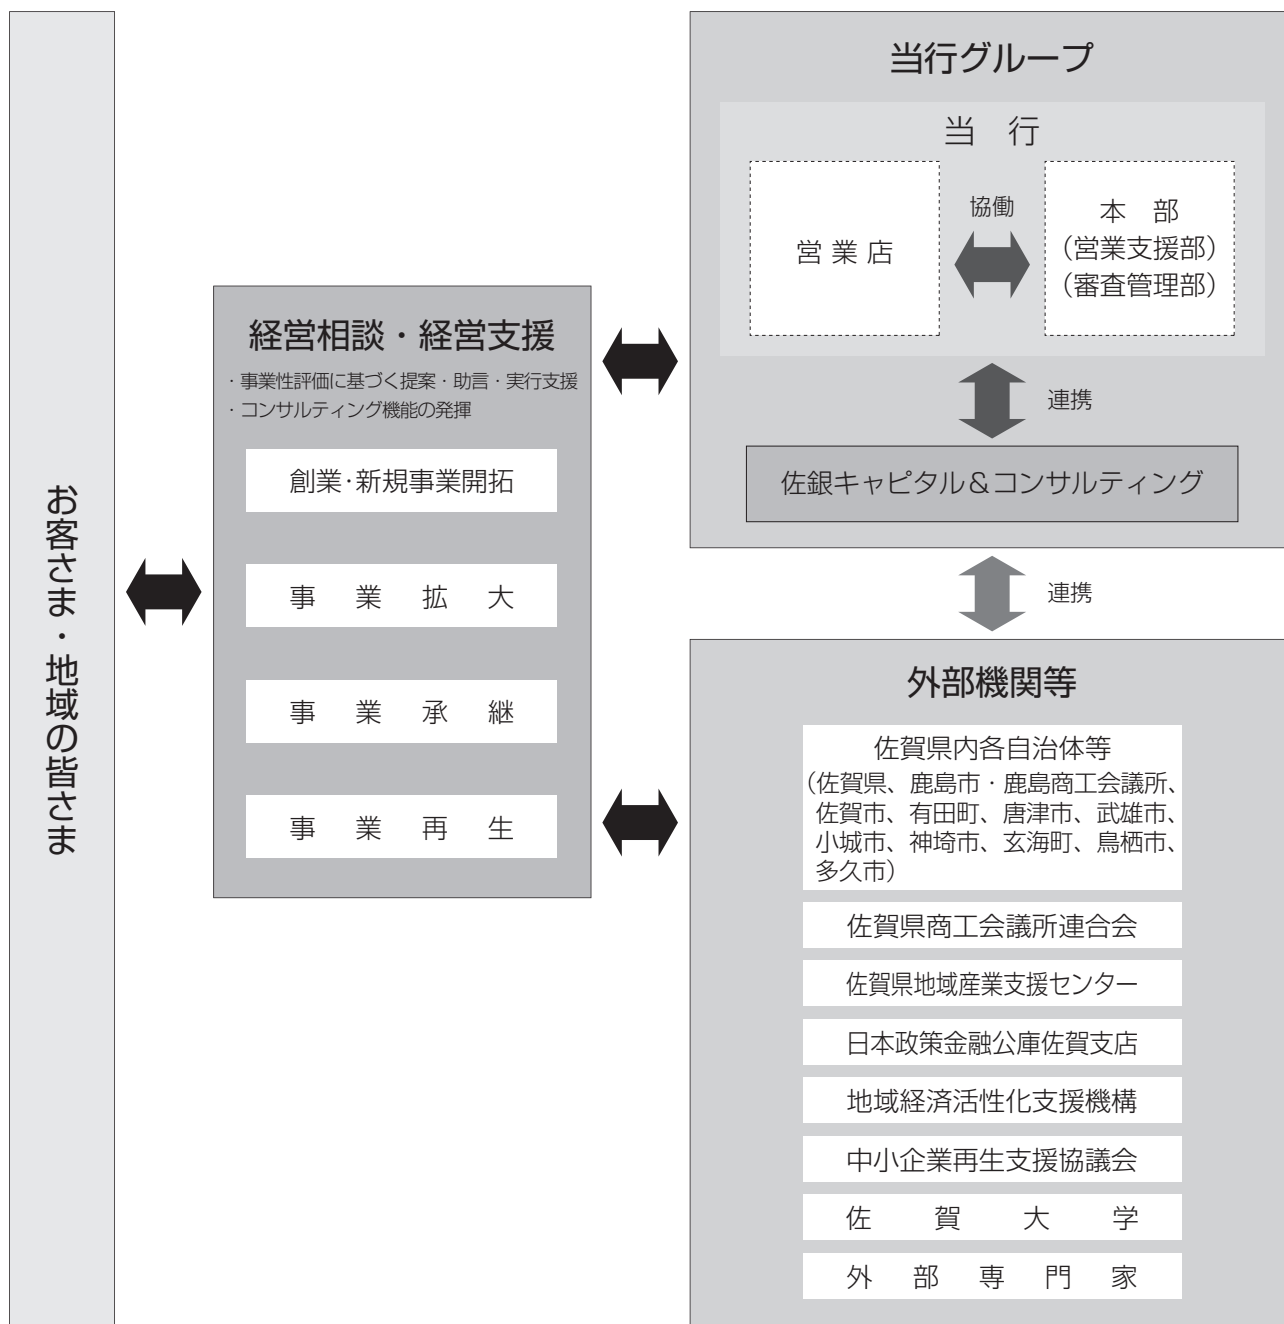 お客さま・地域の皆さま
経営相談・経営支援
・事業性評価に基づく提案・助言・実行支援
・コンサルティング機能の発揮
創業・新規事業開拓
事業拡大
事業承継
事業再生
当行グループ
当 行
営業店
協働
本 部
(営業支援部)
(審査管理部)
連携
佐銀キャピタル&コンサルティング
連携
外部機関等
佐賀県内各自治体等
(佐賀県、鹿島市・鹿島商工会議所、
佐賀市、有田町、唐津市、武雄市、
小城市、神埼市、玄海町、鳥栖市、
多久市)
佐賀県商工会議所連合会
佐賀県地域産業支援センター
日本政策金融公庫佐賀支店
地域経済活性化支援機構
中小企業再生支援協議会
佐賀大学
外部専門家